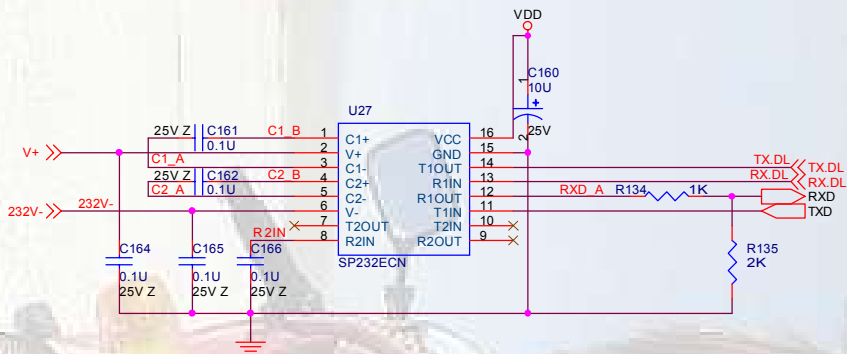 VDD
1
C160
10U
+
25V
2
U27
25V Z
C161
0.1U
C1_B
V+
C1_A
25V Z
C162
0.1U
C2_B
C2_A
232V-
232V-
R2IN
1
2
3
4
5
6
7
8
C1+
V+
C1-
C2+
C2-
V-
T2OUT
R2IN
VCC
GND
T1OUT
R1IN
R1OUT
T1IN
T2IN
R2OUT
16
15
14
13
12
11
10
9
SP232ECN
TX.DL
TX.DL
RX.DL
RX.DL
RXD_A
R134
1K
RXD
TXD
C164
0.1U
25V Z
C165
0.1U
25V Z
C166
0.1U
25V Z
R135
2K